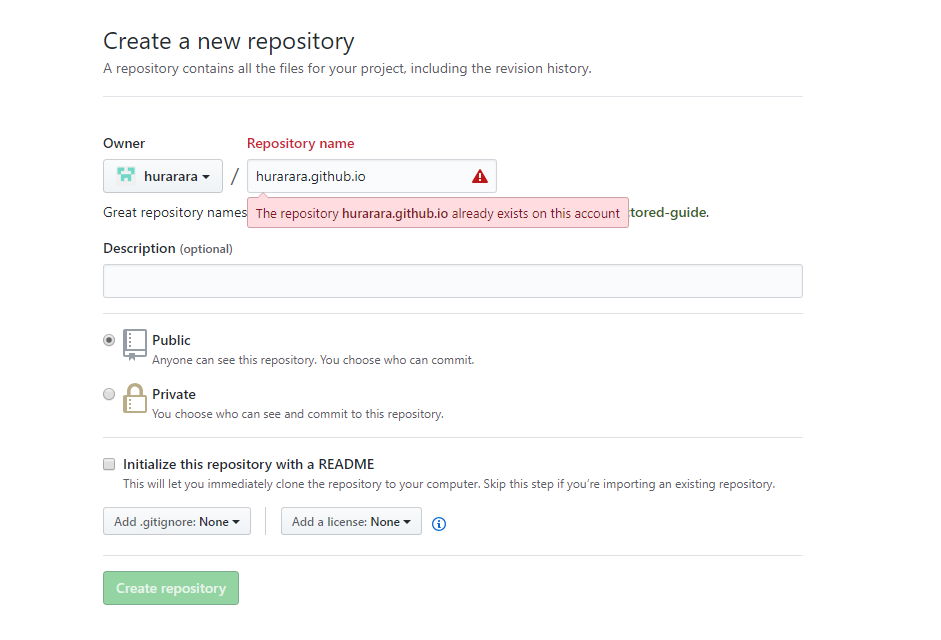 Create a new repository
A repository contains all the files for your project, including the revision history.
Owner
Repository name
hurarara
/
hurarara.github.io
Great repository names
The repository hurarara.github.io already exists on this account
tored-guide.
Description (optional)
Public
Anyone can see this repository. You choose who can commit.
Private
You choose who can see and commit to this repository.
Initialize this repository with a README
This will let you immediately clone the repository to your computer. Skip this step if you’re importing an existing repository.
Add .gitignore: None
Add a license: None
Create repository